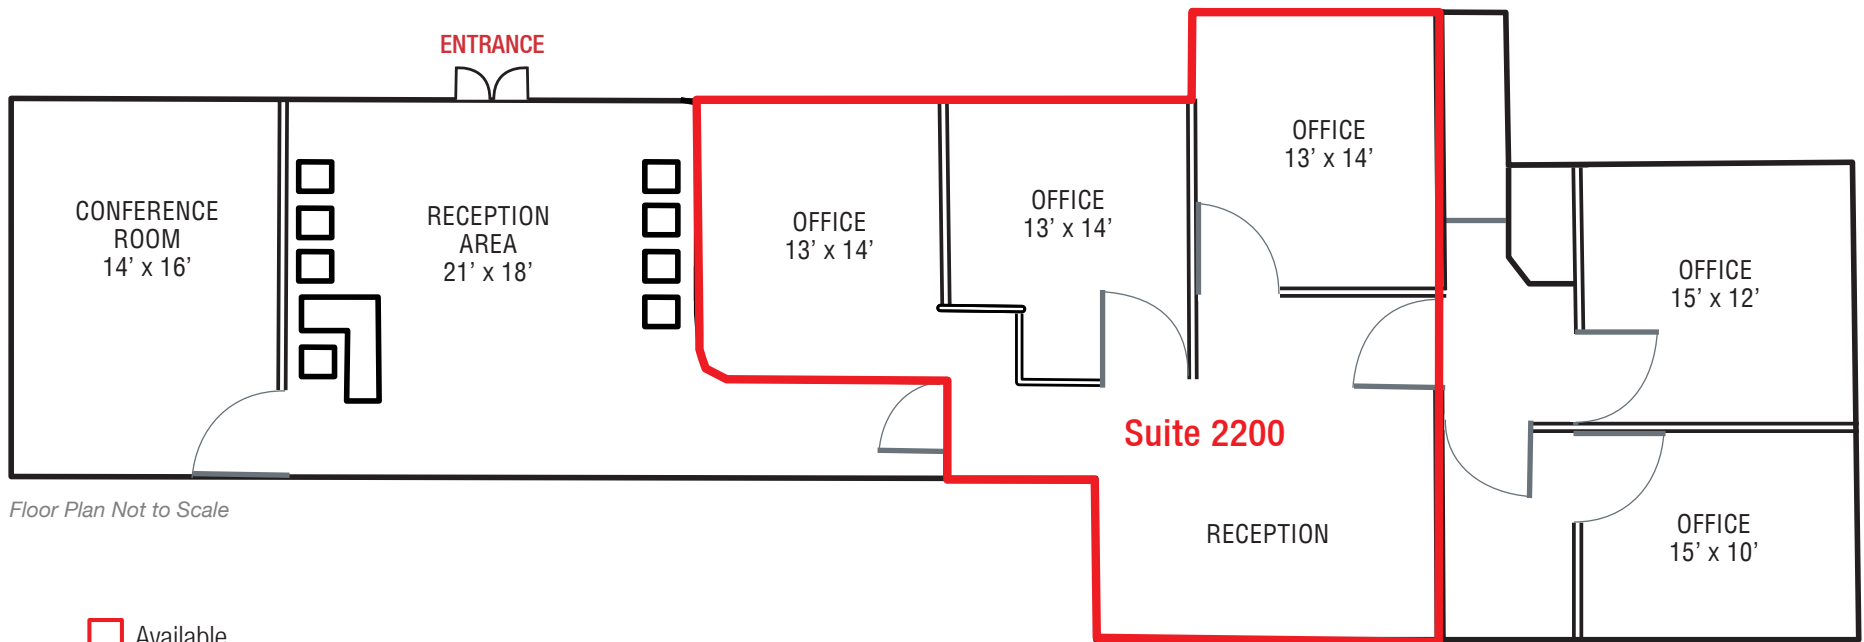 ENTRANCE
CONFERENCE
ROOM
14’ x 16’
RECEPTION
AREA
21’ x 18’
OFFICE
13’ x 14’
OFFICE
13’ x 14’
OFFICE
13’ x 14’
OFFICE
15’ x 12’
Suite 2200
RECEPTION
OFFICE
15’ x 10’
Floor Plan Not to Scale
Available